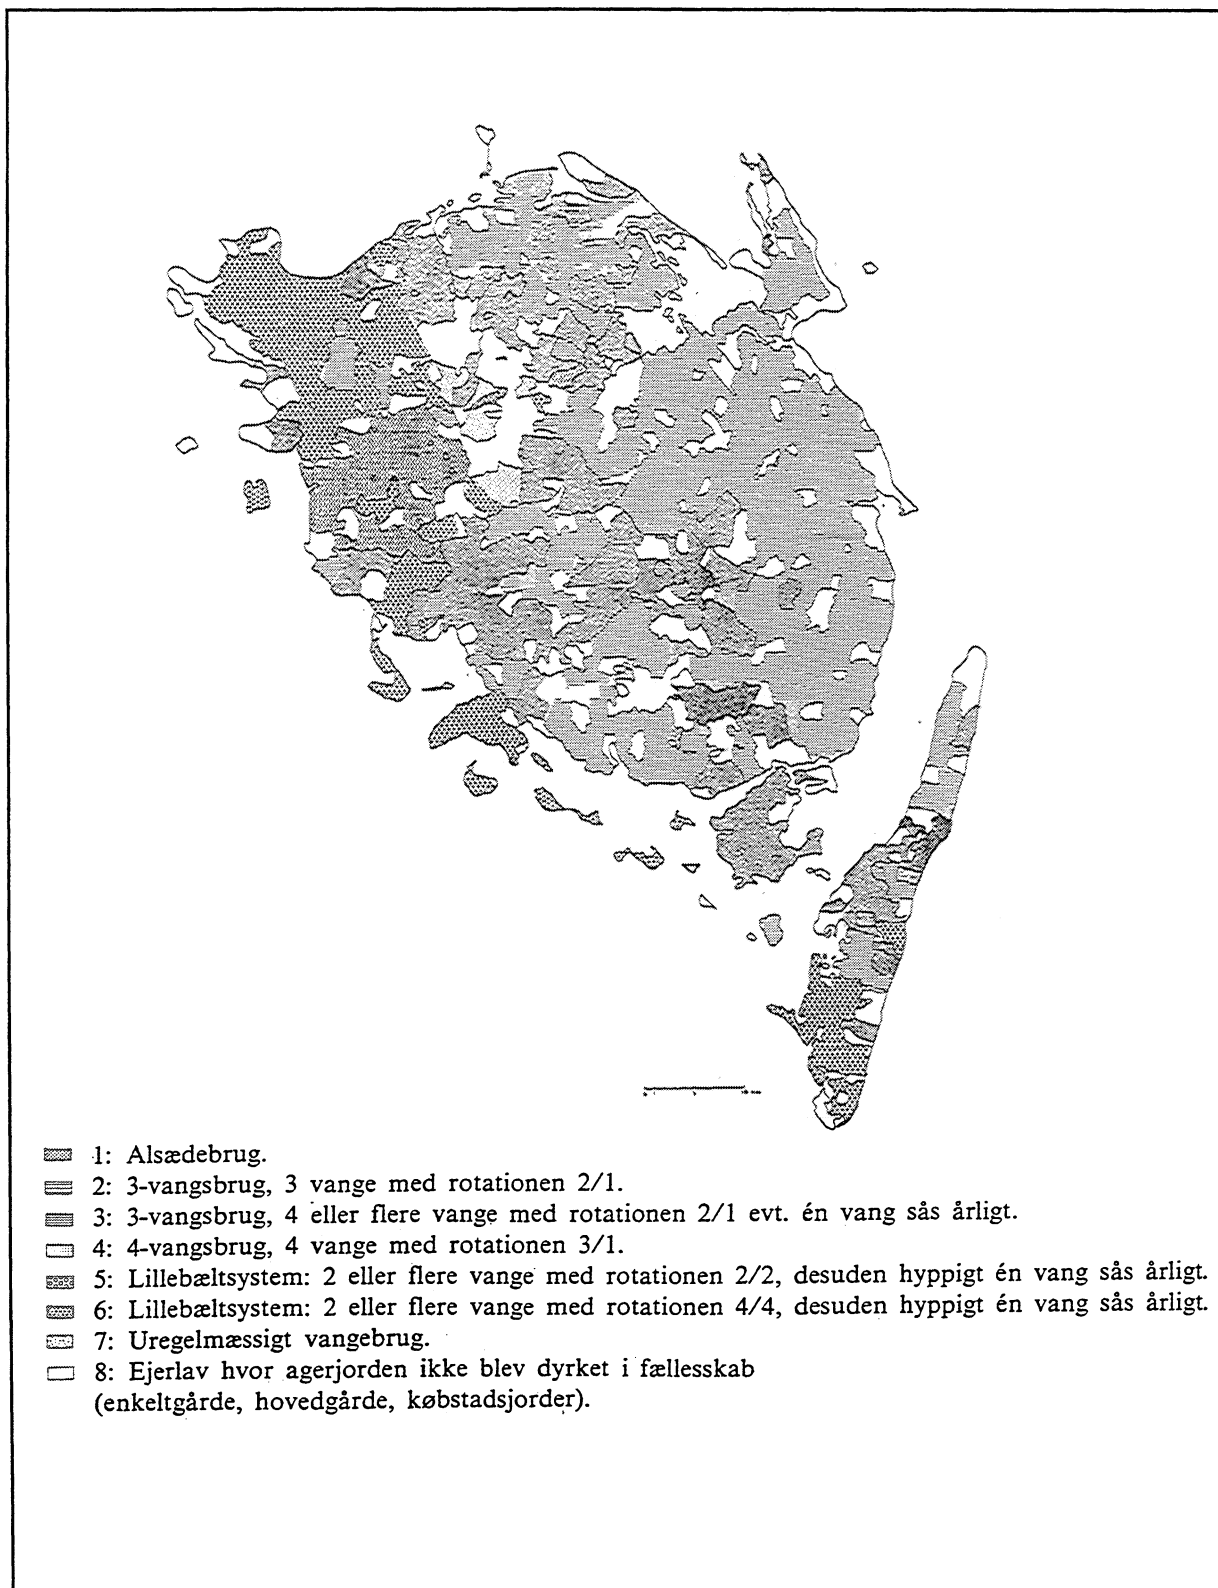 1: Alsædebrug.
2: 3-vangsbrug, 3 vange med rotationen 2/1.
3: 3-vangsbrug, 4 eller flere vange med rotationen 2/1 evt. én vang sås årligt.
4: 4-vangsbrug, 4 vange med rotationen 3/1.
5: Lillebæltsystem: 2 eller flere vange med rotationen 2/2, desuden hyppigt én vang sås årligt.
6: Lillebæltsystem: 2 eller flere vange med rotationen 4/4, desuden hyppigt én vang sås årligt.
7: Uregelmæssigt vangebrug.
8: Ejerlav hvor agerjorden ikke blev dyrket i fællesskab
(enkeltgårde, hovedgårde, købstadsjorder).